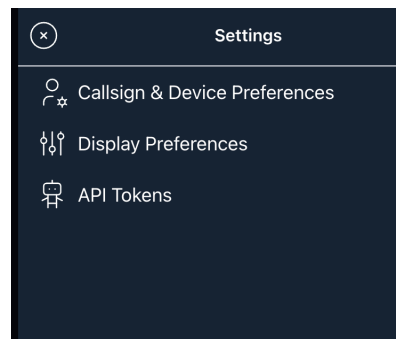 Settings
Callsign & Device Preferences
Display Preferences
API Tokens